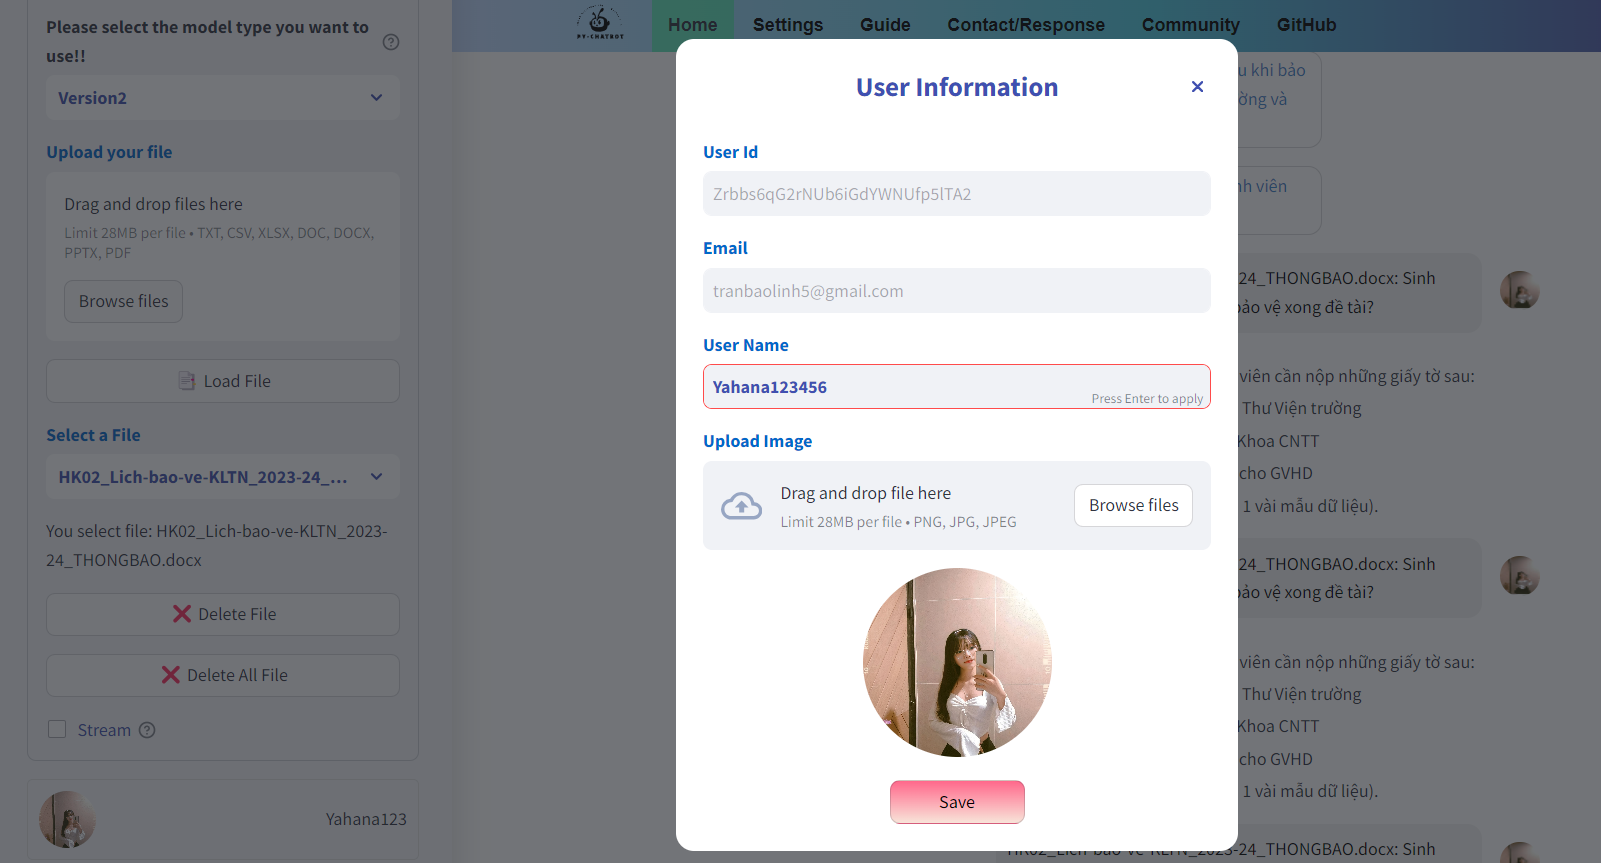 Please select the model type you want to
use!!
Version2
Upload your file
Drag and drop files here
Limit 28MB per file • TXT, CSV, XLSX, DOC, DOCX,
PPTX, PDF
Browse files
Load File
Select a File
HK02_Lich-bao-ve-KLTN_2023-24_...
You select file: HK02_Lich-bao-ve-KLTN_2023-
24_THONGBAO.docx
Delete File
Delete All File
Stream
Yahana123
PY-CHATBOT
Home Settings Guide Contact/Response Community GitHub
User Information
User Id
Zrbbs6qG2rNUb6iGdYWNUfp5lTA2
Email
tranbaolinh5@gmail.com
User Name
Yahana123456
Press Enter to apply
Upload Image
Drag and drop file here
Limit 28MB per file • PNG, JPG, JPEG
Browse files
Save
u khi bảo
ờng và
nh viên
24_THONGBAO.docx: Sinh
bảo vệ xong đề tài?
viên cần nộp những giấy tờ sau:
Thư Viện trường
Khoa CNTT
cho GVHD
1 vài mẫu dữ liệu).
24_THONGBAO.docx: Sinh
bảo vệ xong đề tài?
viên cần nộp những giấy tờ sau:
Thư Viện trường
Khoa CNTT
cho GVHD
1 vài mẫu dữ liệu).
HK02_Lich-bao-ve-KLTN_2023-24_THONGBAO.docx: Sinh